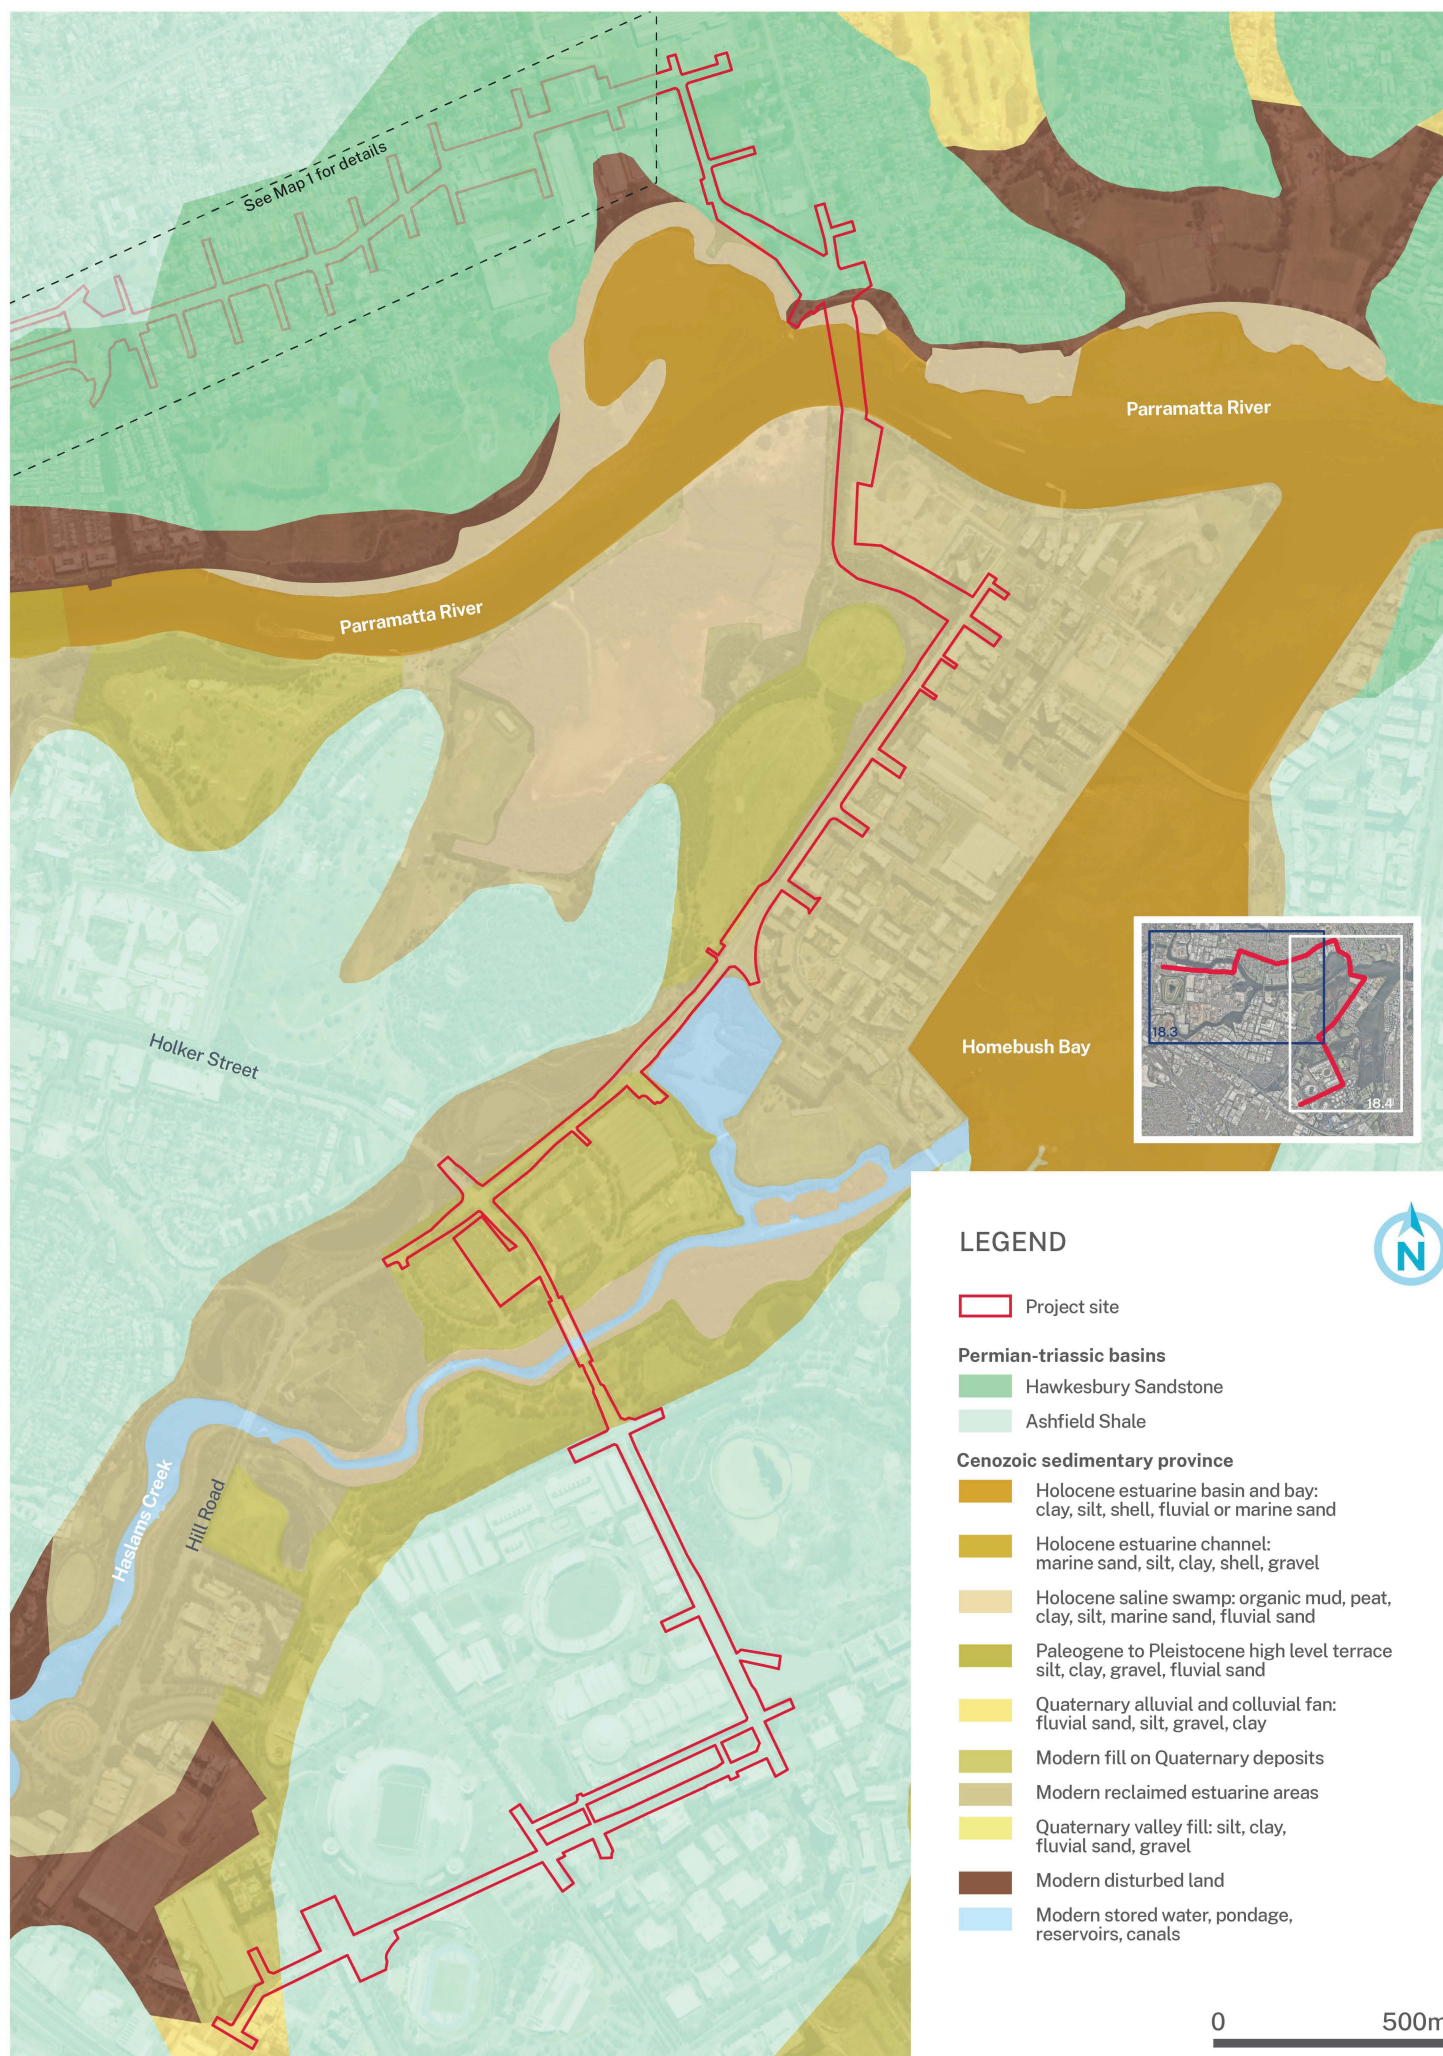 See Map 1 for details
Parramatta River
Parramatta River
Holker Street
Homebush Bay
18.3
18.4
Haslams Creek
Hill Road
LEGEND
N
Project site
Permian-triassic basins
Hawkesbury Sandstone
Ashfield Shale
Cenozoic sedimentary province
Holocene estuarine basin and bay:
clay, silt, shell, fluvial or marine sand
Holocene estuarine channel:
marine sand, silt, clay, shell, gravel
Holocene saline swamp: organic mud, peat,
clay, silt, marine sand, fluvial sand
Paleogene to Pleistocene high level terrace
silt, clay, gravel, fluvial sand
Quaternary alluvial and colluvial fan:
fluvial sand, silt, gravel, clay
Modern fill on Quaternary deposits
Modern reclaimed estuarine areas
Quaternary valley fill: silt, clay,
fluvial sand, gravel
Modern disturbed land
Modern stored water, pondage,
reservoirs, canals
0 500m